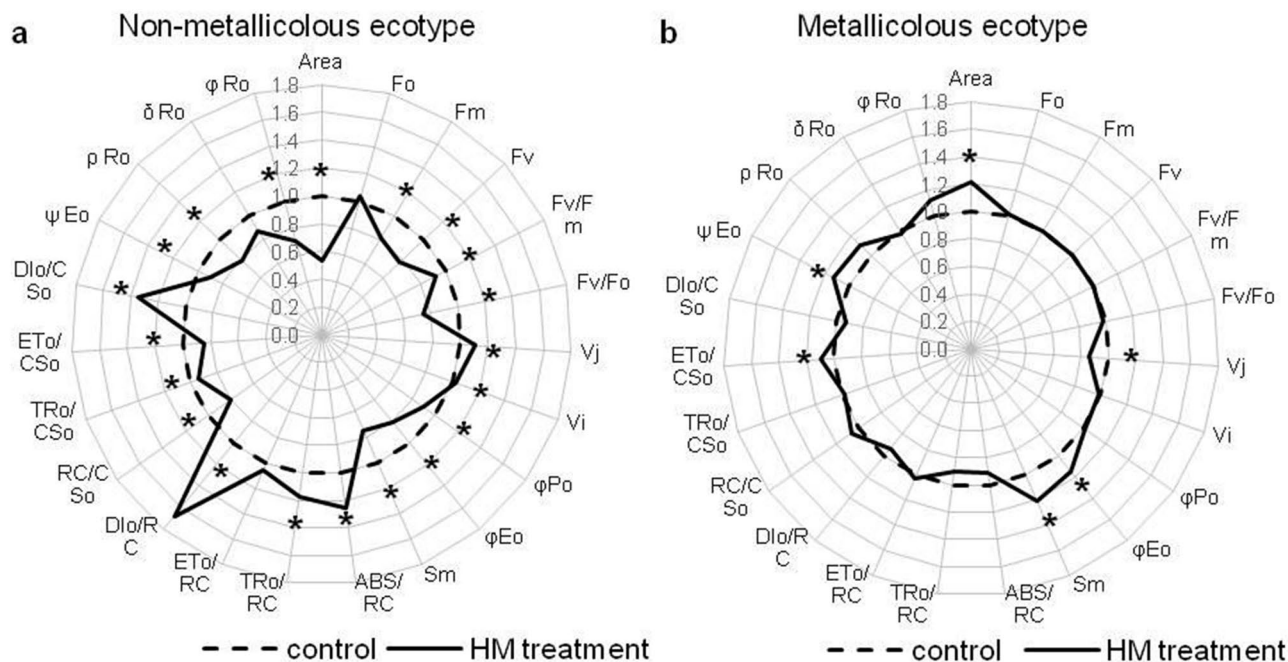 a
Non-metallicolous ecotype
Area
Fo
Fm
Fv
Fv/F
m
Fv/Fo
Vj
Vi
φPo
φEo
Sm
ABS/
RC
TRo/
RC
ETo/
RC
DIo/R
C
RC/C
So
TRo/
CSo
ETo/
CSo
DIo/C
So
ψ Eo
ρ Ro
δ Ro
φ Ro
1.8
1.6
1.4
1.2
1.0
0.8
0.6
0.4
0.2
0.0
* * * * * * * * * * * * * * * * * * * *
control
HM treatment
b
Metallicolous ecotype
Area
Fo
Fm
Fv
Fv/F
m
Fv/Fo
Vj
Vi
φPo
φEo
Sm
ABS/
RC
TRo/
RC
ETo/
RC
DIo/R
C
RC/C
So
TRo/
CSo
ETo/
CSo
DIo/C
So
ψ Eo
ρ Ro
δ Ro
φ Ro
1.8
1.6
1.4
1.2
1.0
0.8
0.6
0.4
0.2
0.0
* * * * * *
control
HM treatment